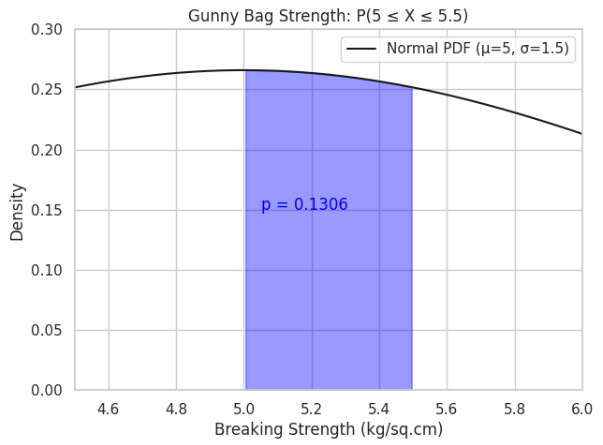 Gunny Bag Strength: P(5 ≤ X ≤ 5.5)
0.30
Normal PDF (μ=5, σ=1.5)
0.25
0.20
p = 0.1306
0.15
Density
0.10
0.05
0.00
4.6 4.8 5.0 5.2 5.4 5.6 5.8 6.0
Breaking Strength (kg/sq.cm)